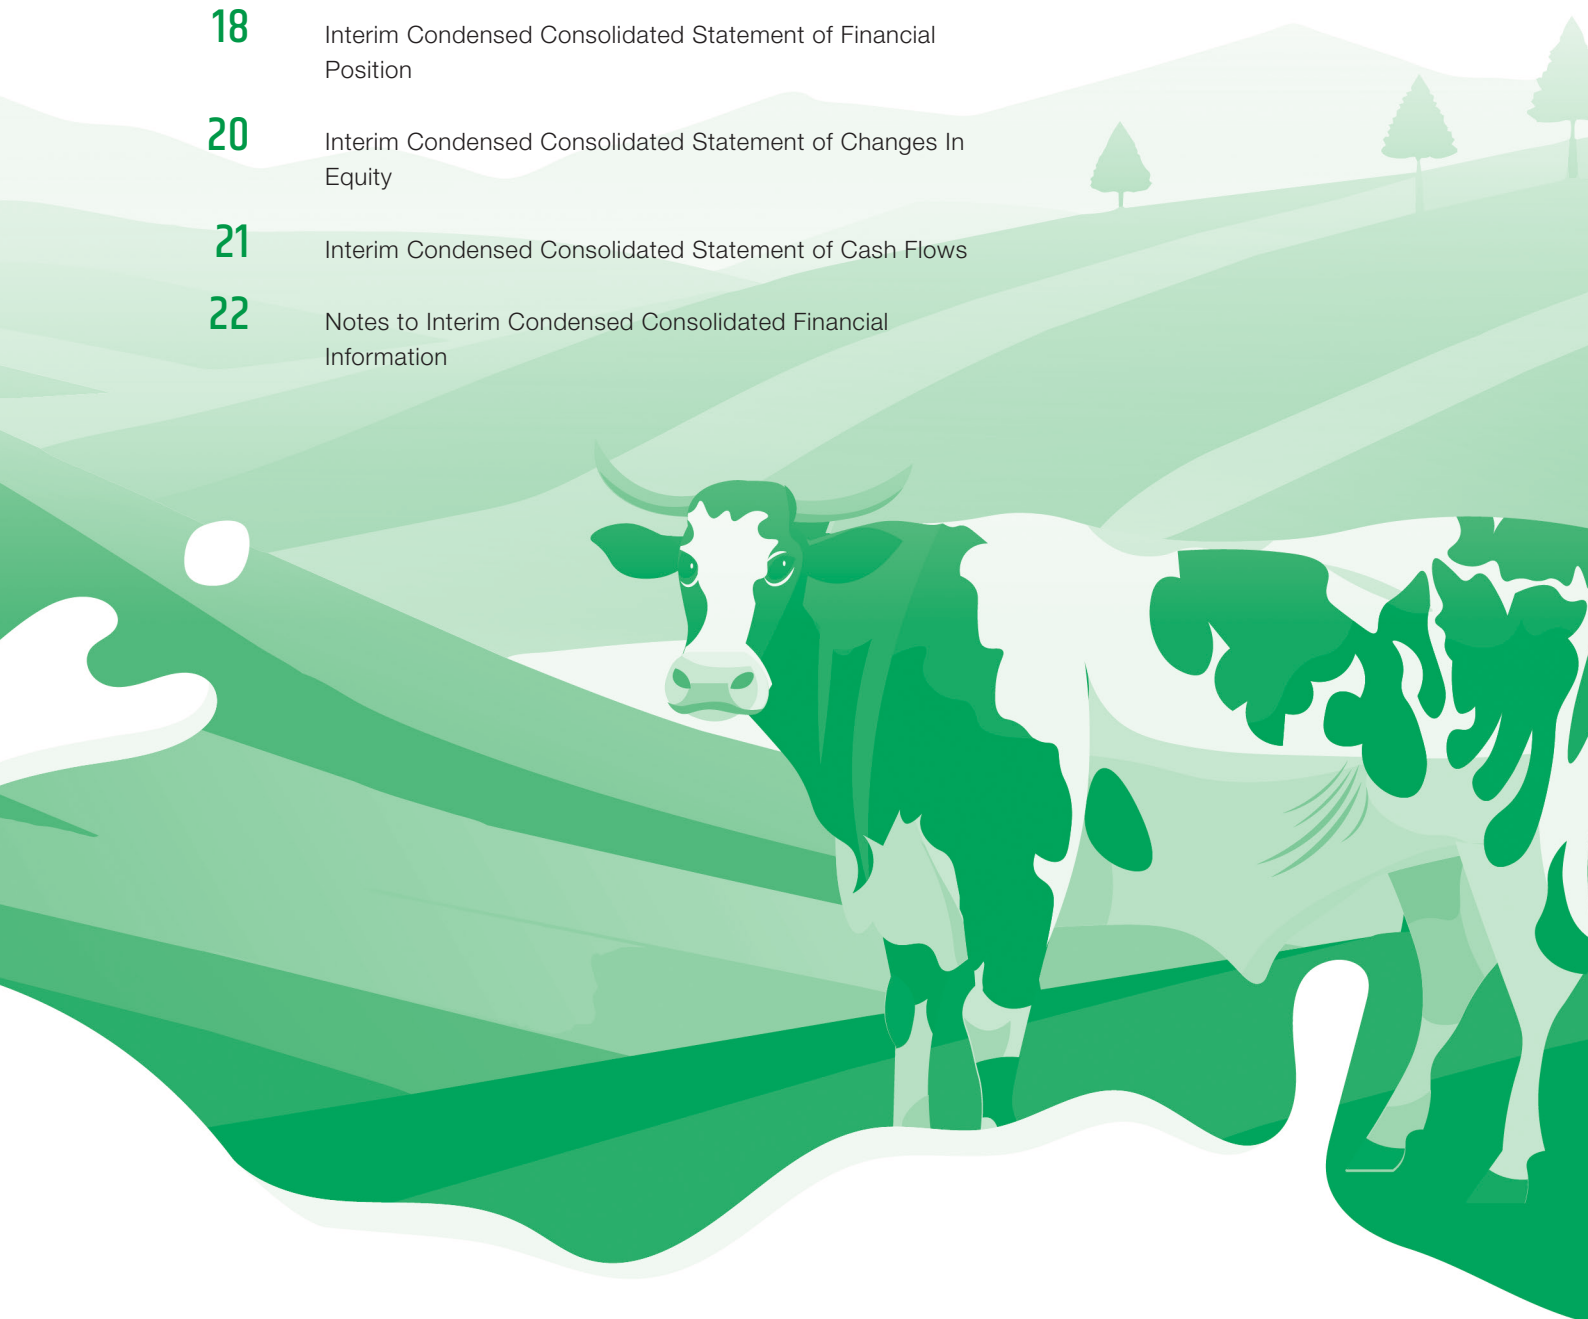 18 Interim Condensed Consolidated Statement of Financial
Position
20 Interim Condensed Consolidated Statement of Changes In
Equity
21 Interim Condensed Consolidated Statement of Cash Flows
22 Notes to Interim Condensed Consolidated Financial
Information